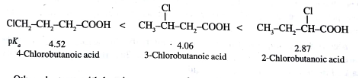 Cl Cl
ClCH₂-CH₂-CH₂-COOH < CH₃-CH-CH₂-COOH < CH₃-CH₂-CH-COOH
pKₐ 4.52 4.06 2.87
4-Chlorobutanoic acid 3-Chlorobutanoic acid 2-Chlorobutanoic acid